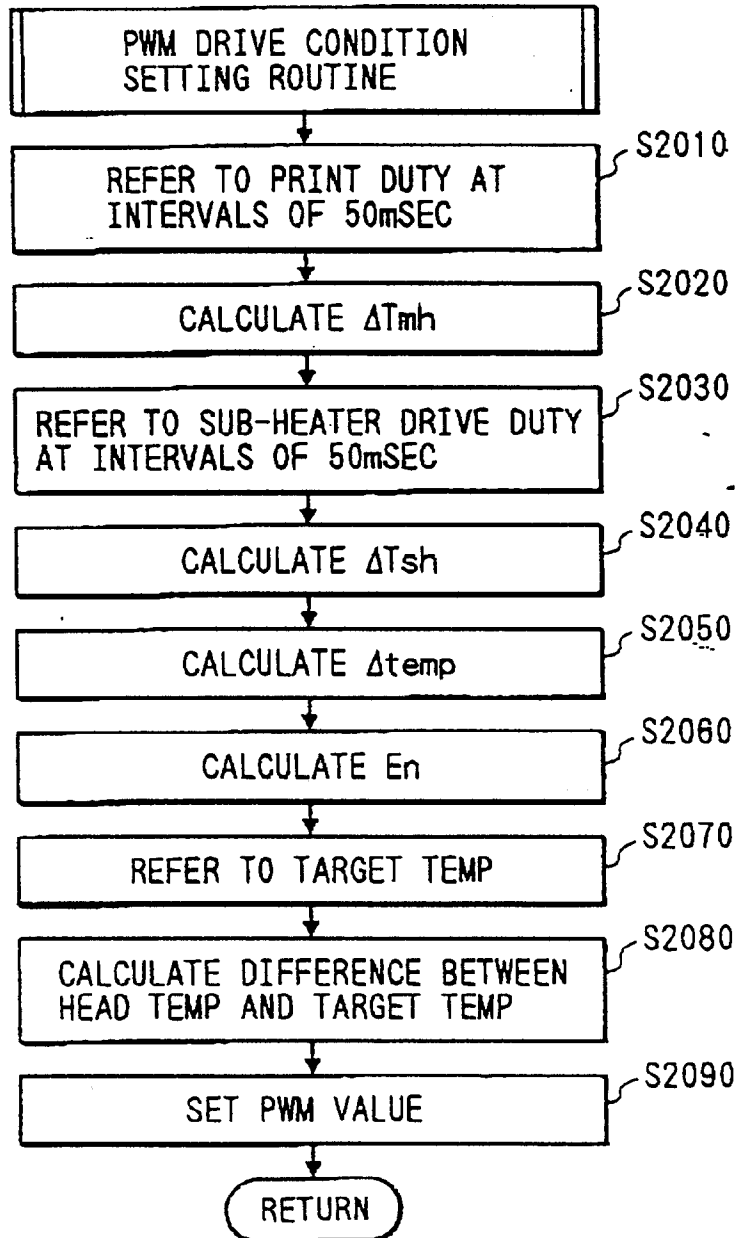 PWM DRIVE CONDITION
SETTING ROUTINE
S2010
REFER TO PRINT DUTY AT
INTERVALS OF 50mSEC
S2020
CALCULATE ΔTmh
S2030
REFER TO SUB-HEATER DRIVE DUTY
AT INTERVALS OF 50mSEC
S2040
CALCULATE ΔTsh
S2050
CALCULATE Δtemp
S2060
CALCULATE En
S2070
REFER TO TARGET TEMP
S2080
CALCULATE DIFFERENCE BETWEEN
HEAD TEMP AND TARGET TEMP
S2090
SET PWM VALUE
RETURN